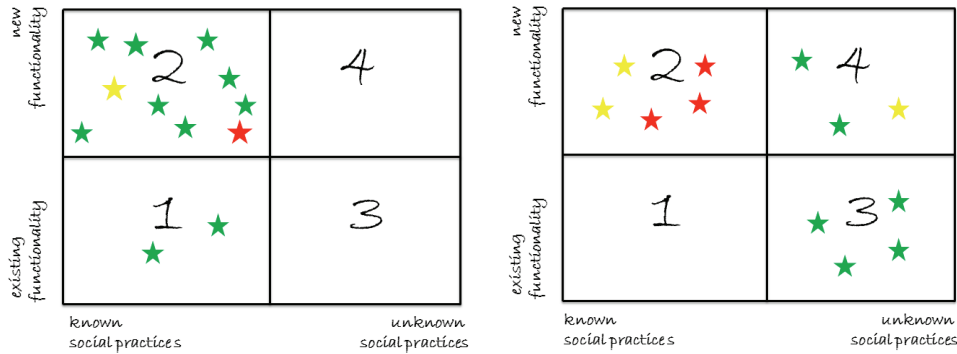 new
functionality
2
4
existing
functionality
1
3
known
social practices
unknown
social practices
new
functionality
2
4
existing
functionality
1
3
known
social practices
unknown
social practices